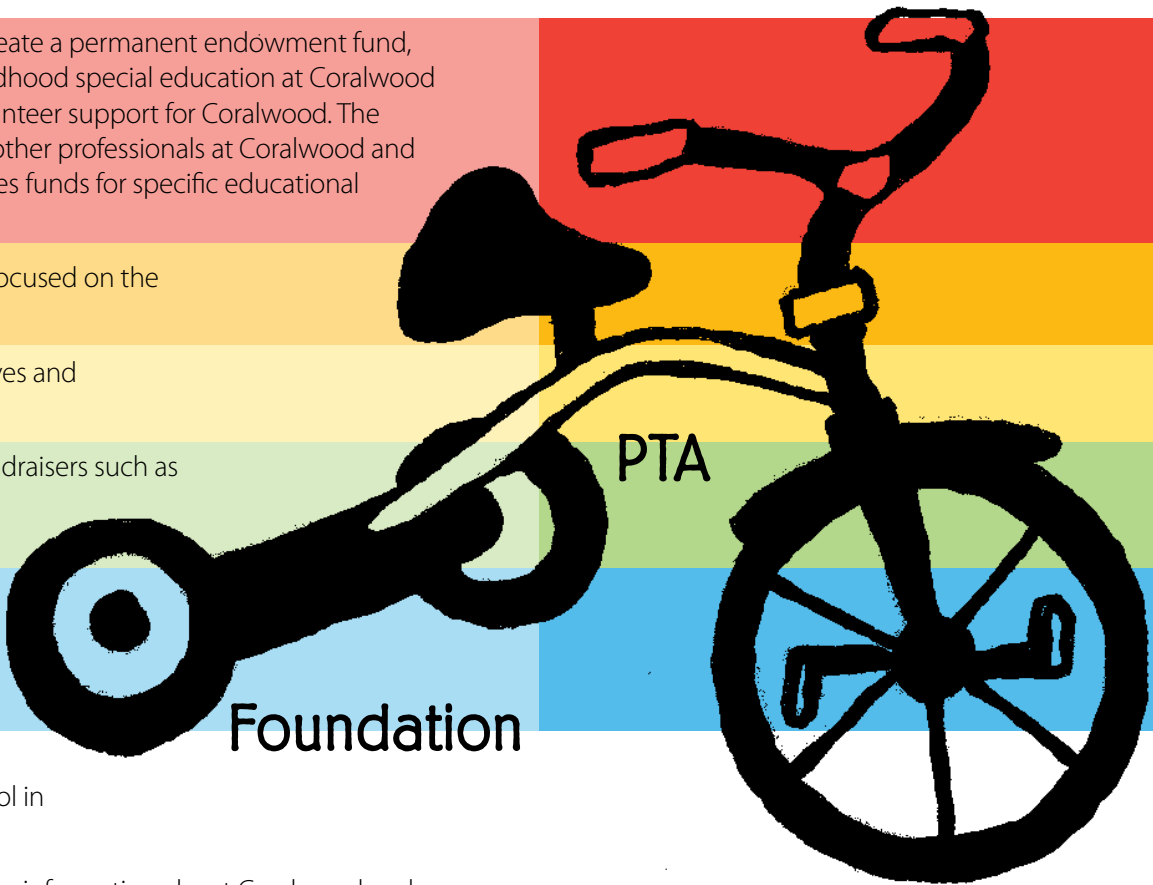 eate a permanent endowment fund,
dhood special education at Coralwood
unteer support for Coralwood. The
other professionals at Coralwood and
es funds for specific educational
ocused on the
ves and
draisers such as
PTA
Foundation
ol in